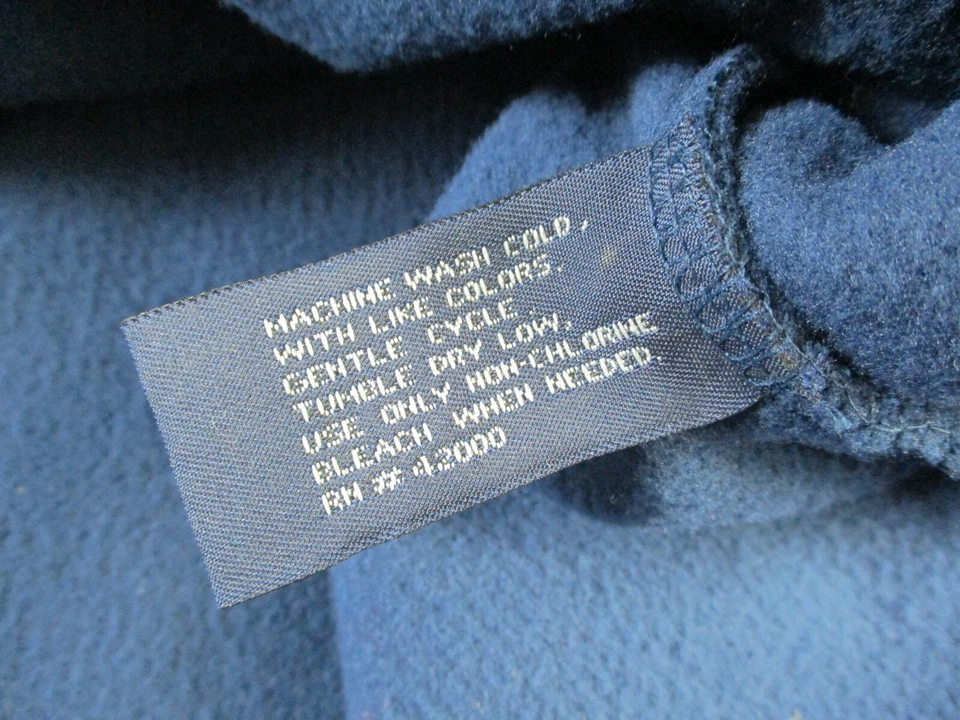 MACHINE WASH COLD,
WITH LIKE COLORS.
GENTLE CYCLE.
TUMBLE DRY LOW.
USE ONLY NON-CHLORINE
BLEACH WHEN NEEDED.
RN # 42000